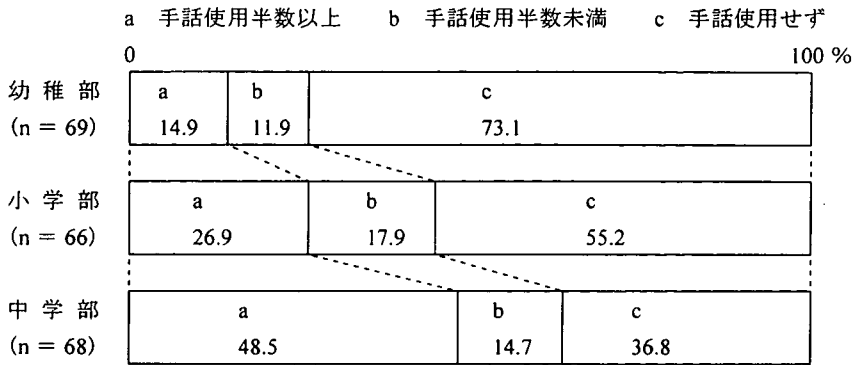 a 手話使用半数以上 b 手話使用半数未満 c 手話使用せず
0 100 %
幼稚部 a b c
(n = 69) 14.9 11.9 73.1
小学部 a b c
(n = 66) 26.9 17.9 55.2
中学部 a b c
(n = 68) 48.5 14.7 36.8